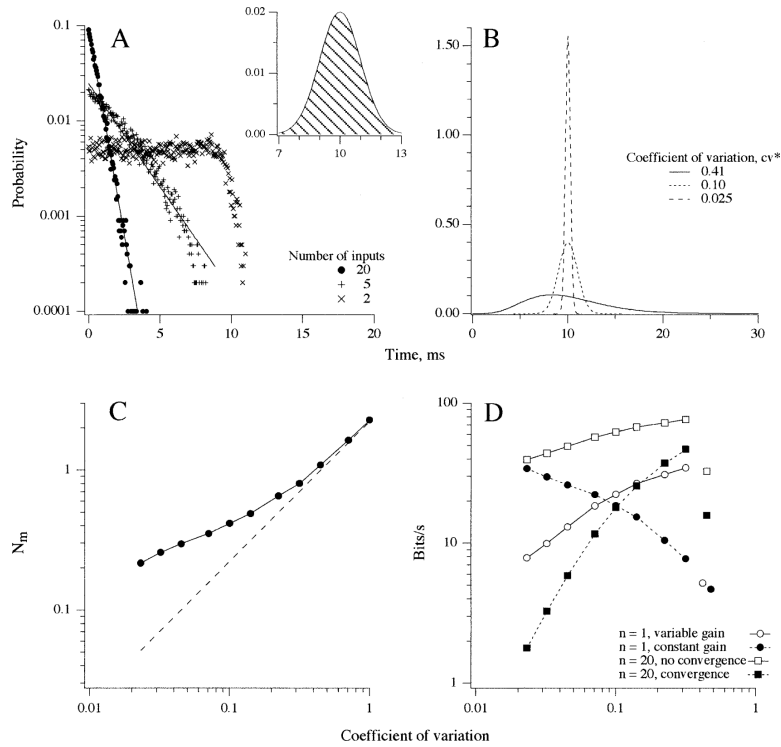 A
B
0.1
0.01
0.001
0.0001
Probability
0.02
0.01
0.00
7
10
13
Number of inputs
20
5
2
0
5
10
15
20
1.50
1.00
0.50
0.00
Coefficient of variation, cv*
0.41
0.10
0.025
0
10
20
30
Time, ms
C
D
1
0.1
Nm
0.01
0.1
1
100
10
1
Bits/s
n = 1, variable gain
n = 1, constant gain
n = 20, no convergence
n = 20, convergence
0.01
0.1
1
Coefficient of variation